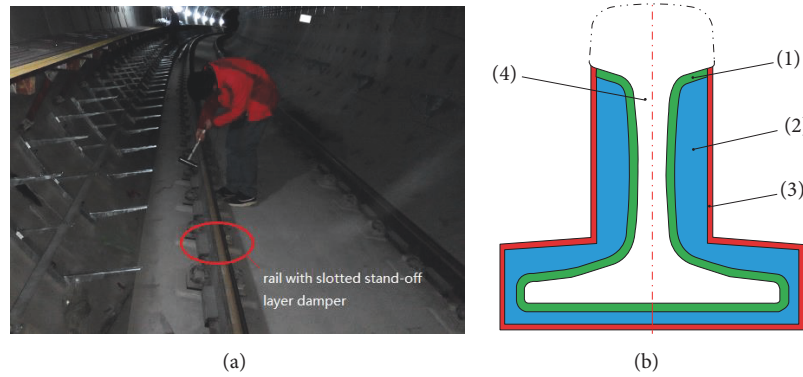 rail with slotted stand-off
layer damper
(a)
(4)
(1)
(2)
(3)
(b)